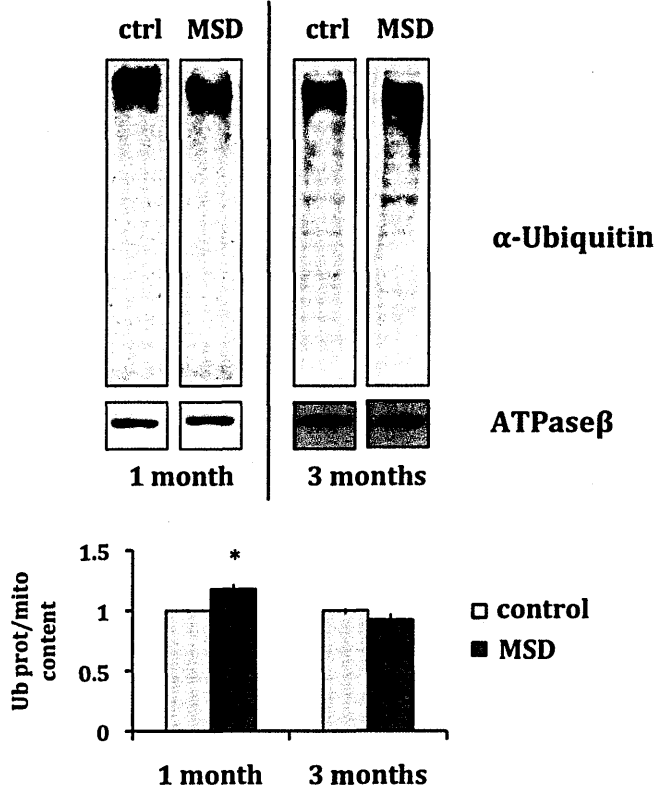 ctrl MSD ctrl MSD
α-Ubiquitin
ATPaseβ
1 month 3 months
1.5
*
1
0.5
0
Ub prot/mito
content
control
MSD
1 month 3 months